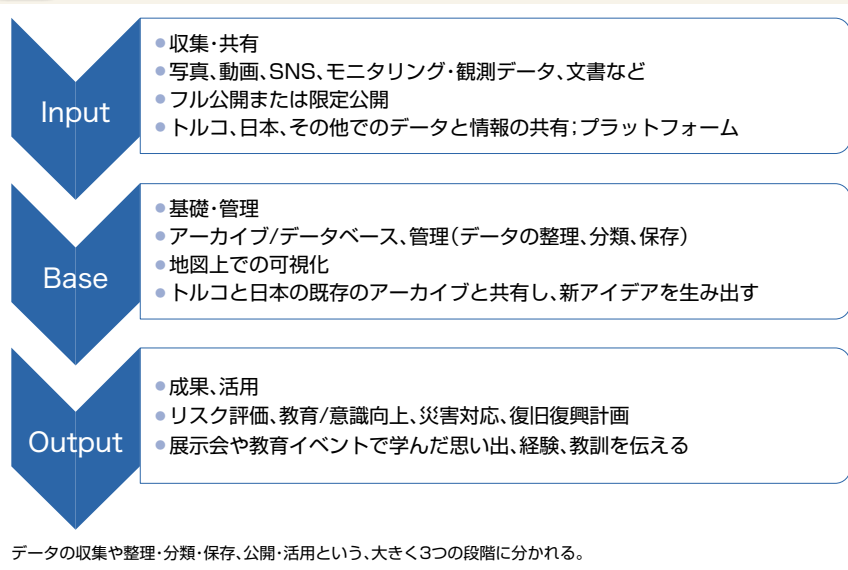 Input
●収集・共有
●写真、動画、SNS、モニタリング・観測データ、文書など
●フル公開または限定公開
●トルコ、日本、その他でのデータと情報の共有；プラットフォーム
Base
●基礎・管理
●アーカイブ/データベース、管理（データの整理、分類、保存）
●地図上での可視化
●トルコと日本の既存のアーカイブと共有し、新アイデアを生み出す
Output
●成果、活用
●リスク評価、教育/意識向上、災害対応、復旧復興計画
●展示会や教育イベントで学んだ思い出、経験、教訓を伝える
データの収集や整理・分類・保存、公開・活用という、大きく3つの段階に分かれる。